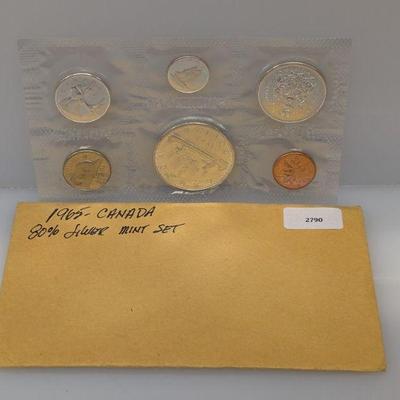 1965- CANADA
80% SILVER MINT SET
2790